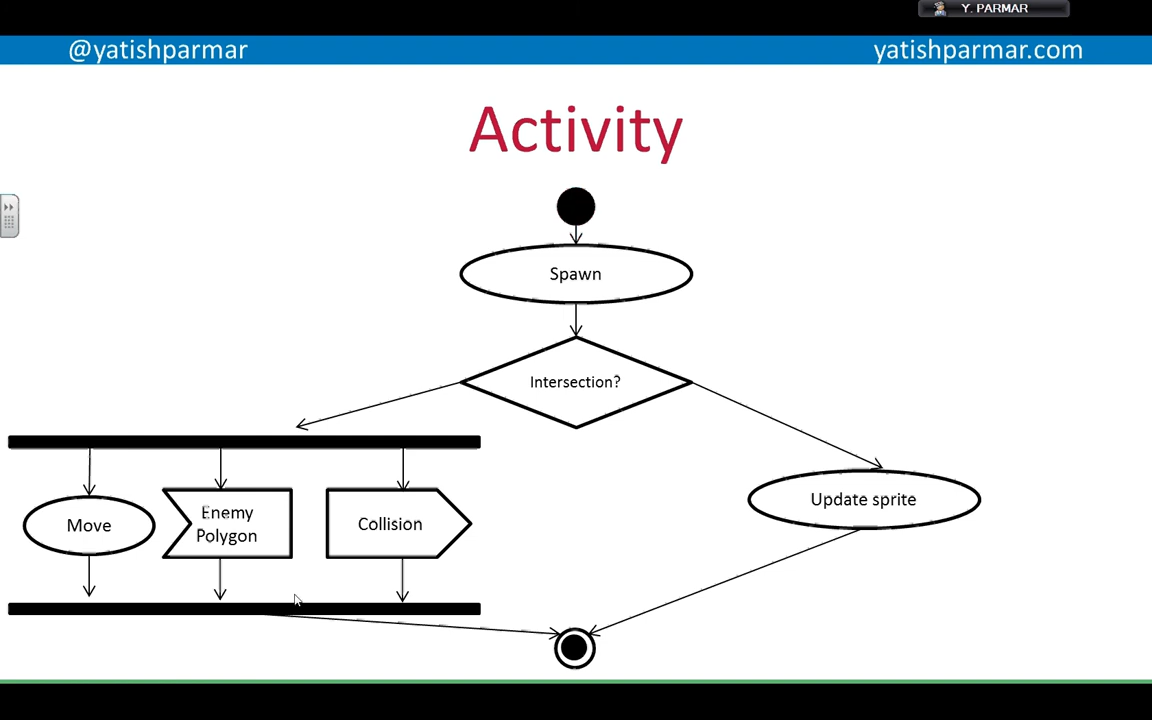 Y. PARMAR
@yatishparmar
yatishparmar.com
Activity
Spawn
Intersection?
Move
Enemy
Polygon
Collision
Update sprite